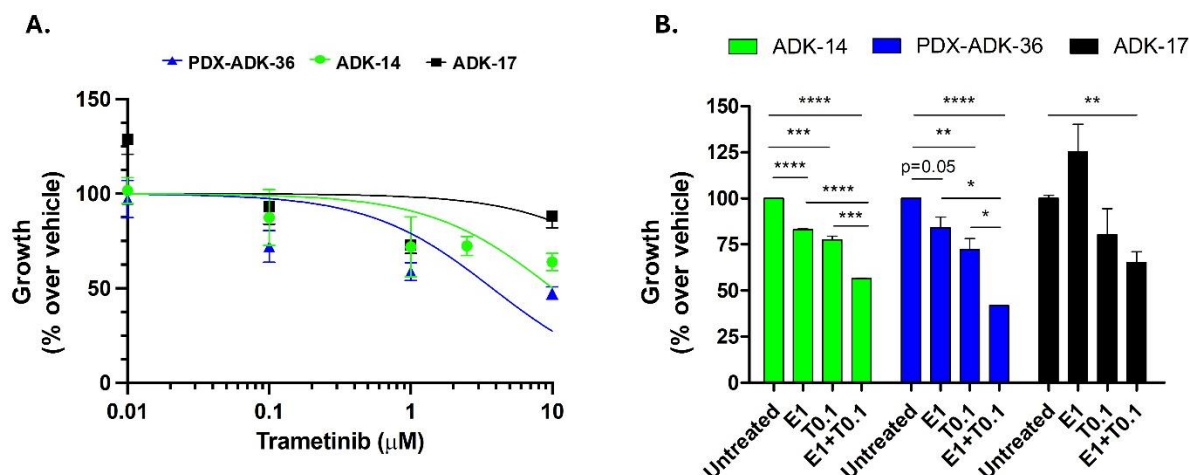 A.
PDX-ADK-36 ADK-14 ADK-17
150
100
50
0
Growth
(% over vehicle)
0.01 0.1 1 10
Trametinib (μM)
B.
ADK-14 PDX-ADK-36 ADK-17
150
125
100
75
50
25
0
Growth
(% over vehicle)
**** **** **
*** **
**** p=0.05
**** *
*** *
Untreated E1 T0.1 E1+T0.1 Untreated E1 T0.1 E1+T0.1 Untreated E1 T0.1 E1+T0.1